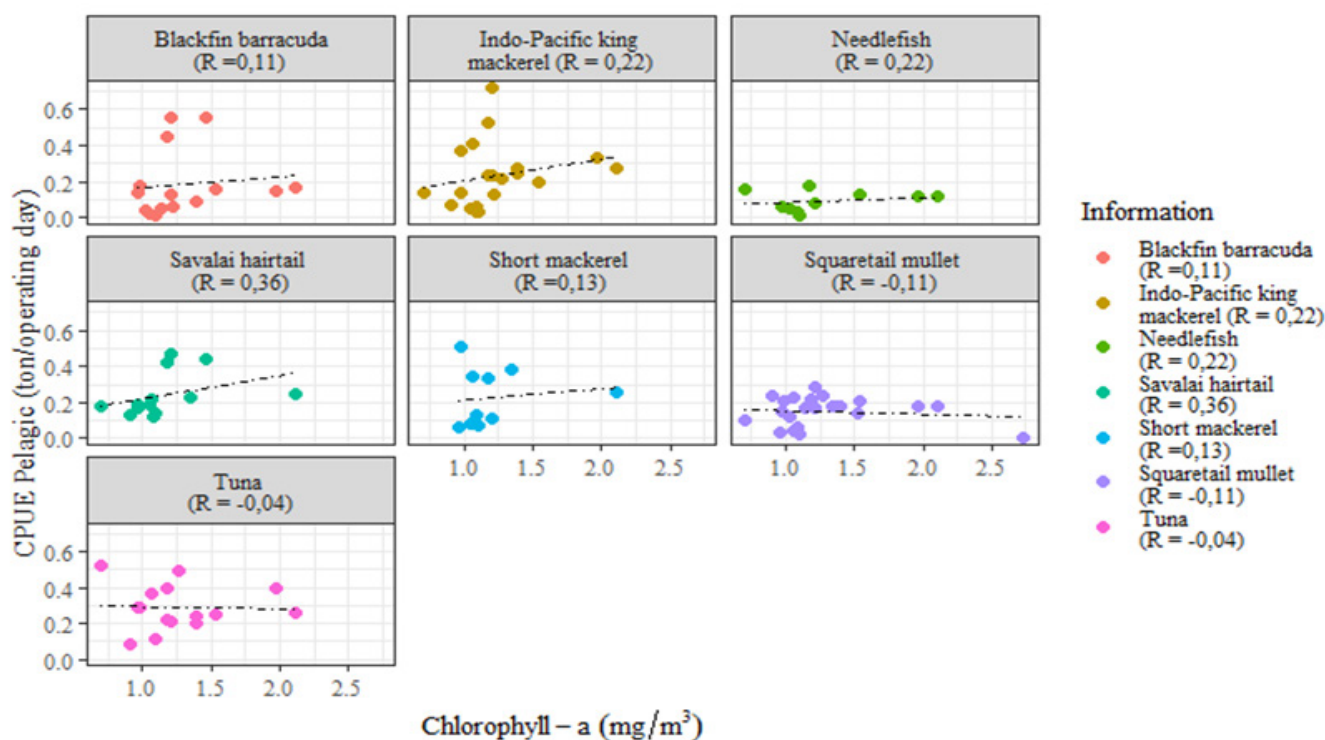 Blackfin barracuda
(R =0,11)
Indo-Pacific king
mackerel (R = 0,22)
Needlefish
(R = 0,22)
0.6
0.4
0.2
0.0
Savalai hairtail
(R = 0,36)
Short mackerel
(R =0,13)
Squaretail mullet
(R = -0,11)
0.6
0.4
0.2
0.0
1.0 1.5 2.0 2.5
1.0 1.5 2.0 2.5
Tuna
(R = -0,04)
0.6
0.4
0.2
0.0
1.0 1.5 2.0 2.5
CPUE Pelagic (ton/operating day)
Chlorophyll – a (mg/m³)
Information
Blackfin barracuda
(R =0,11)
Indo-Pacific king
mackerel (R = 0,22)
Needlefish
(R = 0,22)
Savalai hairtail
(R = 0,36)
Short mackerel
(R =0,13)
Squaretail mullet
(R = -0,11)
Tuna
(R = -0,04)